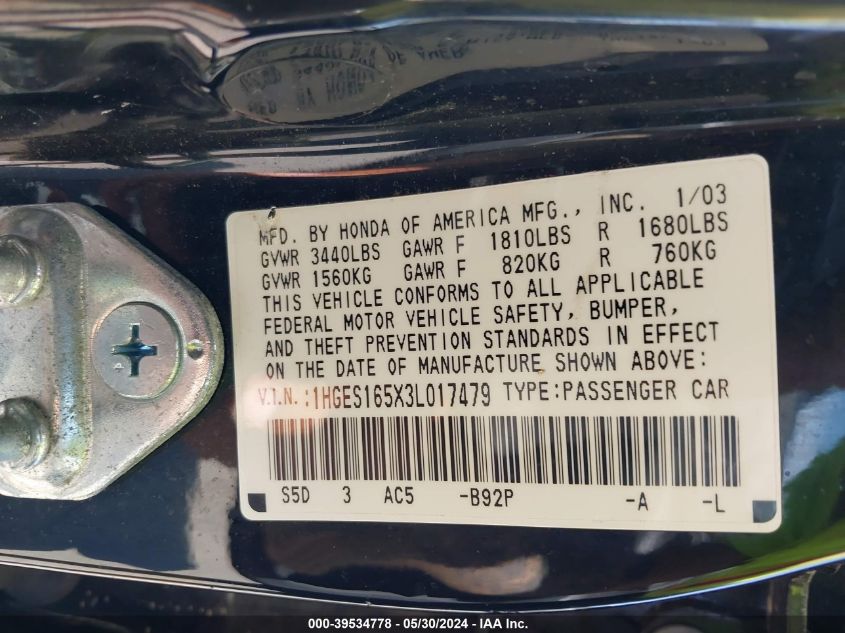 MFD. BY HONDA OF AMERICA MFG., INC. 1/03
GVWR 3440LBS GAWR F 1810LBS R 1680LBS
GVWR 1560KG GAWR F 820KG R 760KG
THIS VEHICLE CONFORMS TO ALL APPLICABLE
FEDERAL MOTOR VEHICLE SAFETY, BUMPER,
AND THEFT PREVENTION STANDARDS IN EFFECT
ON THE DATE OF MANUFACTURE SHOWN ABOVE:
V.I.N.:1HGES165X3L017479 TYPE:PASSENGER CAR
S5D 3 AC5 -B92P -A -L
000-39534778 - 05/30/2024 - IAA Inc.